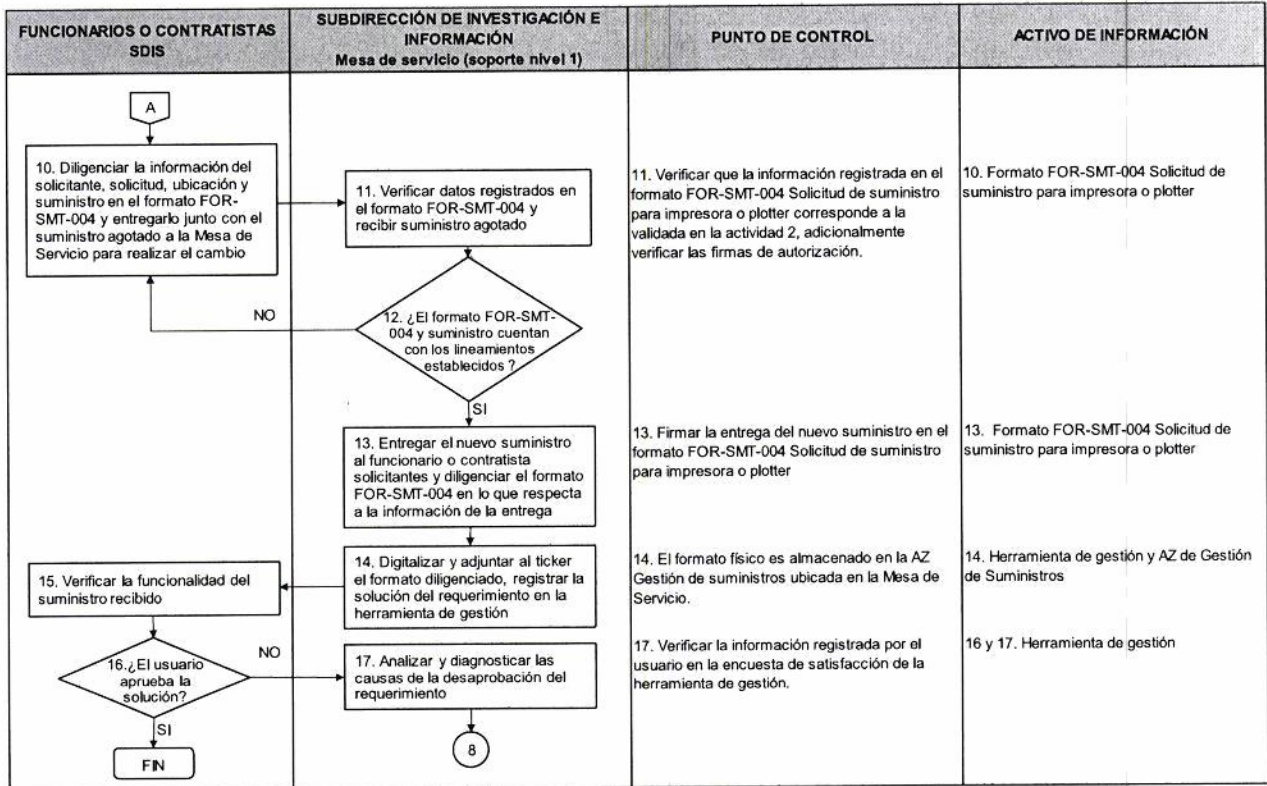 FUNCIONARIOS O CONTRATISTAS
SDIS
SUBDIRECCIÓN DE INVESTIGACIÓN E
INFORMACIÓN
Mesa de servicio (soporte nivel 1)
PUNTO DE CONTROL
ACTIVO DE INFORMACIÓN
A
10. Diligenciar la información del
solicitante, solicitud, ubicación y
suministro en el formato FOR-
SMT-004 y entregarlo junto con el
suministro agotado a la Mesa de
Servicio para realizar el cambio
11. Verificar datos registrados en
el formato FOR-SMT-004 y
recibir suministro agotado
11. Verificar que la información registrada en el
formato FOR-SMT-004 Solicitud de suministro
para impresora o plotter corresponde a la
validada en la actividad 2, adicionalmente
verificar las firmas de autorización.
10. Formato FOR-SMT-004 Solicitud de
suministro para impresora o plotter
NO
12. ¿El formato FOR-SMT-
004 y suministro cuentan
con los lineamientos
establecidos ?
SI
13. Entregar el nuevo suministro
al funcionario o contratista
solicitantes y diligenciar el formato
FOR-SMT-004 en lo que respecta
a la información de la entrega
13. Firmar la entrega del nuevo suministro en el
formato FOR-SMT-004 Solicitud de suministro
para impresora o plotter
13. Formato FOR-SMT-004 Solicitud de
suministro para impresora o plotter
15. Verificar la funcionalidad del
suministro recibido
14. Digitalizar y adjuntar al ticker
el formato diligenciado, registrar la
solución del requerimiento en la
herramienta de gestión
14. El formato físico es almacenado en la AZ
Gestión de suministros ubicada en la Mesa de
Servicio.
14. Herramienta de gestión y AZ de Gestión
de Suministros
16.¿El usuario
aprueba la
solución?
NO
17. Analizar y diagnosticar las
causas de la desaprobación del
requerimiento
17. Verificar la información registrada por el
usuario en la encuesta de satisfacción de la
herramienta de gestión.
16 y 17. Herramienta de gestión
SI
FIN
8